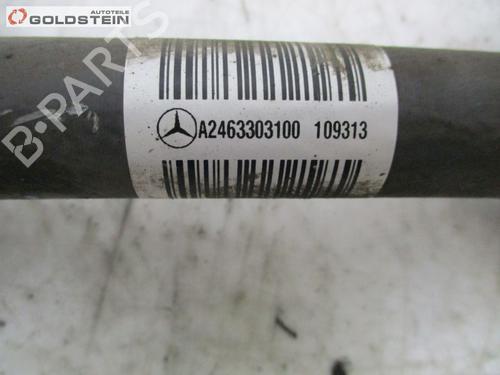 AUTOTEILE
GOLDSTEIN
B-PARTS
A2463303100 109313